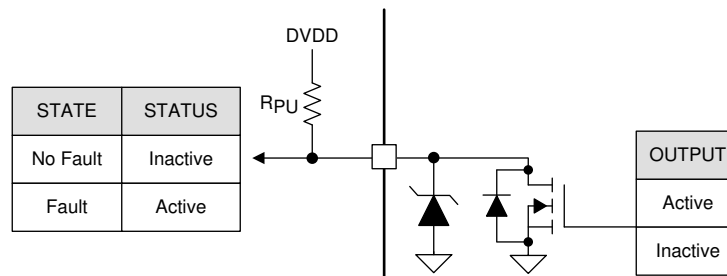 DVDD
RPU
STATE STATUS
No Fault Inactive
Fault Active
OUTPUT
Active
Inactive